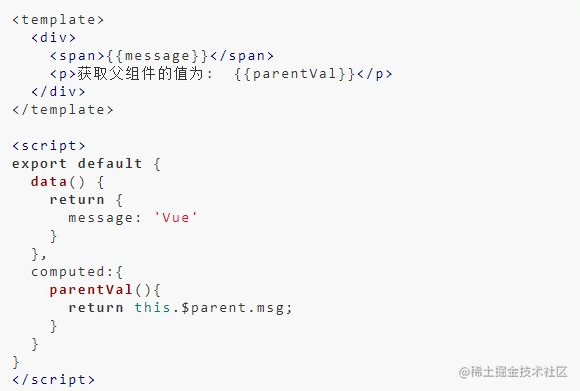 <template>
  <div>
    <span>{{message}}</span>
    <p>获取父组件的值为:  {{parentVal}}</p>
  </div>
</template>

<script>
export default {
  data() {
    return {
      message: 'Vue'
    }
  },
  computed:{
    parentVal(){
      return this.$parent.msg;
    }
  }
}
</script>
@稀土掘金技术社区